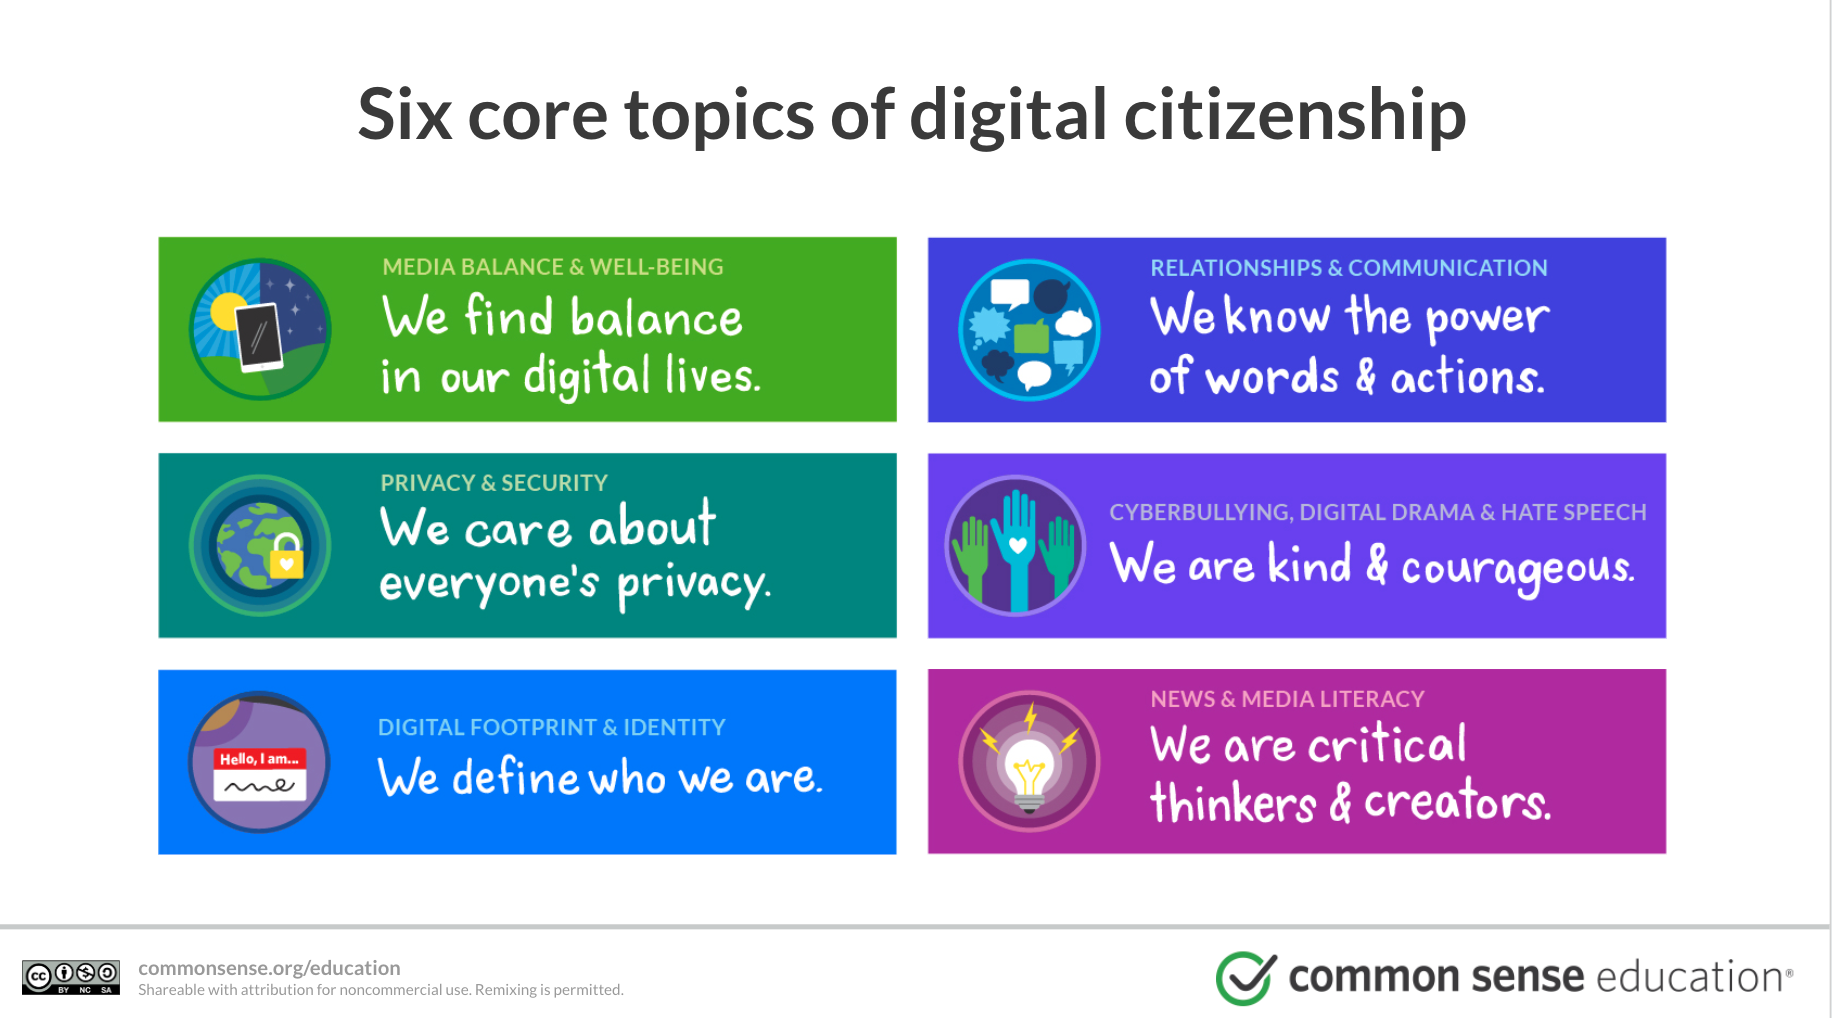 Six core topics of digital citizenship
MEDIA BALANCE & WELL-BEING
We find balance
in our digital lives.
RELATIONSHIPS & COMMUNICATION
We know the power
of words & actions.
PRIVACY & SECURITY
We care about
everyone's privacy.
CYBERBULLYING, DIGITAL DRAMA & HATE SPEECH
We are kind & courageous.
Hello, I am...
DIGITAL FOOTPRINT & IDENTITY
We define who we are.
NEWS & MEDIA LITERACY
We are critical
thinkers & creators.
cc
BY NC SA
commonsense.org/education
Shareable with attribution for noncommercial use. Remixing is permitted.
common sense education®